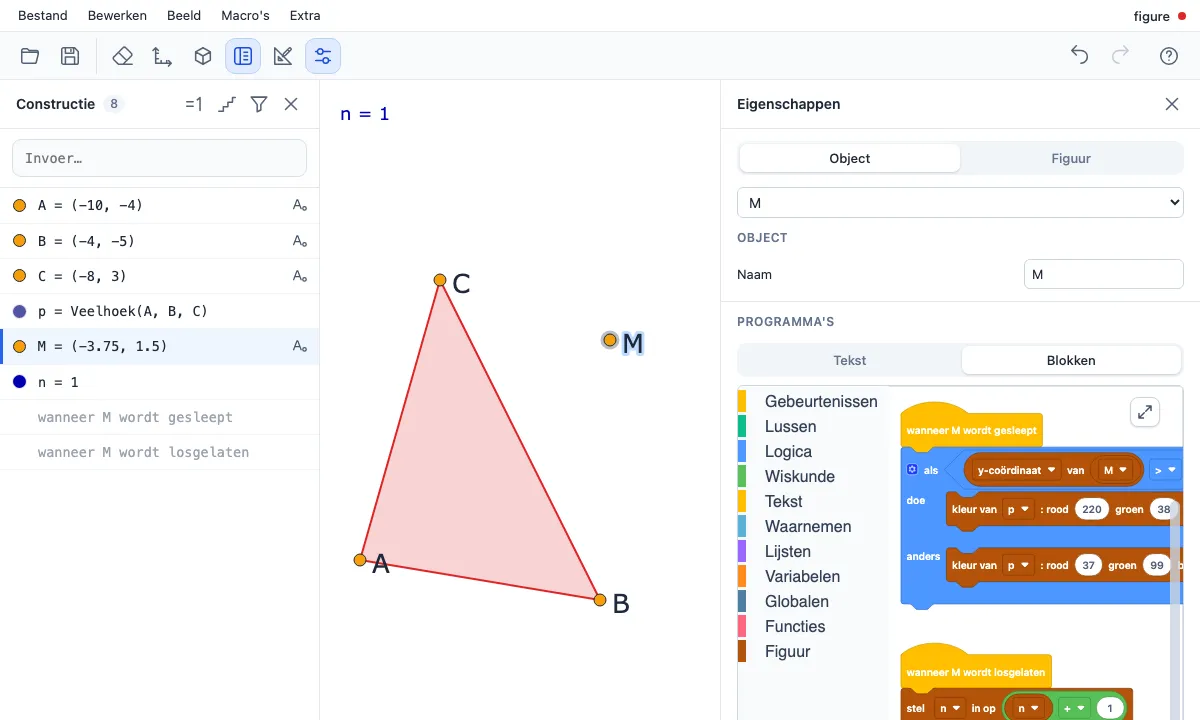 Bestand Bewerken Beeld Macro's Extra figure
Constructie 8 =1
Invoer…
A = (-10, -4)
B = (-4, -5)
C = (-8, 3)
p = Veelhoek(A, B, C)
M = (-3.75, 1.5)
n = 1
wanneer M wordt gesleept
wanneer M wordt losgelaten
n = 1
C
M
A
B
Eigenschappen
Object Figuur
M
OBJECT
Naam M
PROGRAMMA'S
Tekst Blokken
Gebeurtenissen
Lussen
Logica
Wiskunde
Tekst
Waarnemen
Lijsten
Variabelen
Globalen
Functies
Figuur
wanneer M wordt gesleept
als y-coördinaat van M >
doe kleur van p : rood 220 groen 38
anders kleur van p : rood 37 groen 99
wanneer M wordt losgelaten
stel n in op n + 1